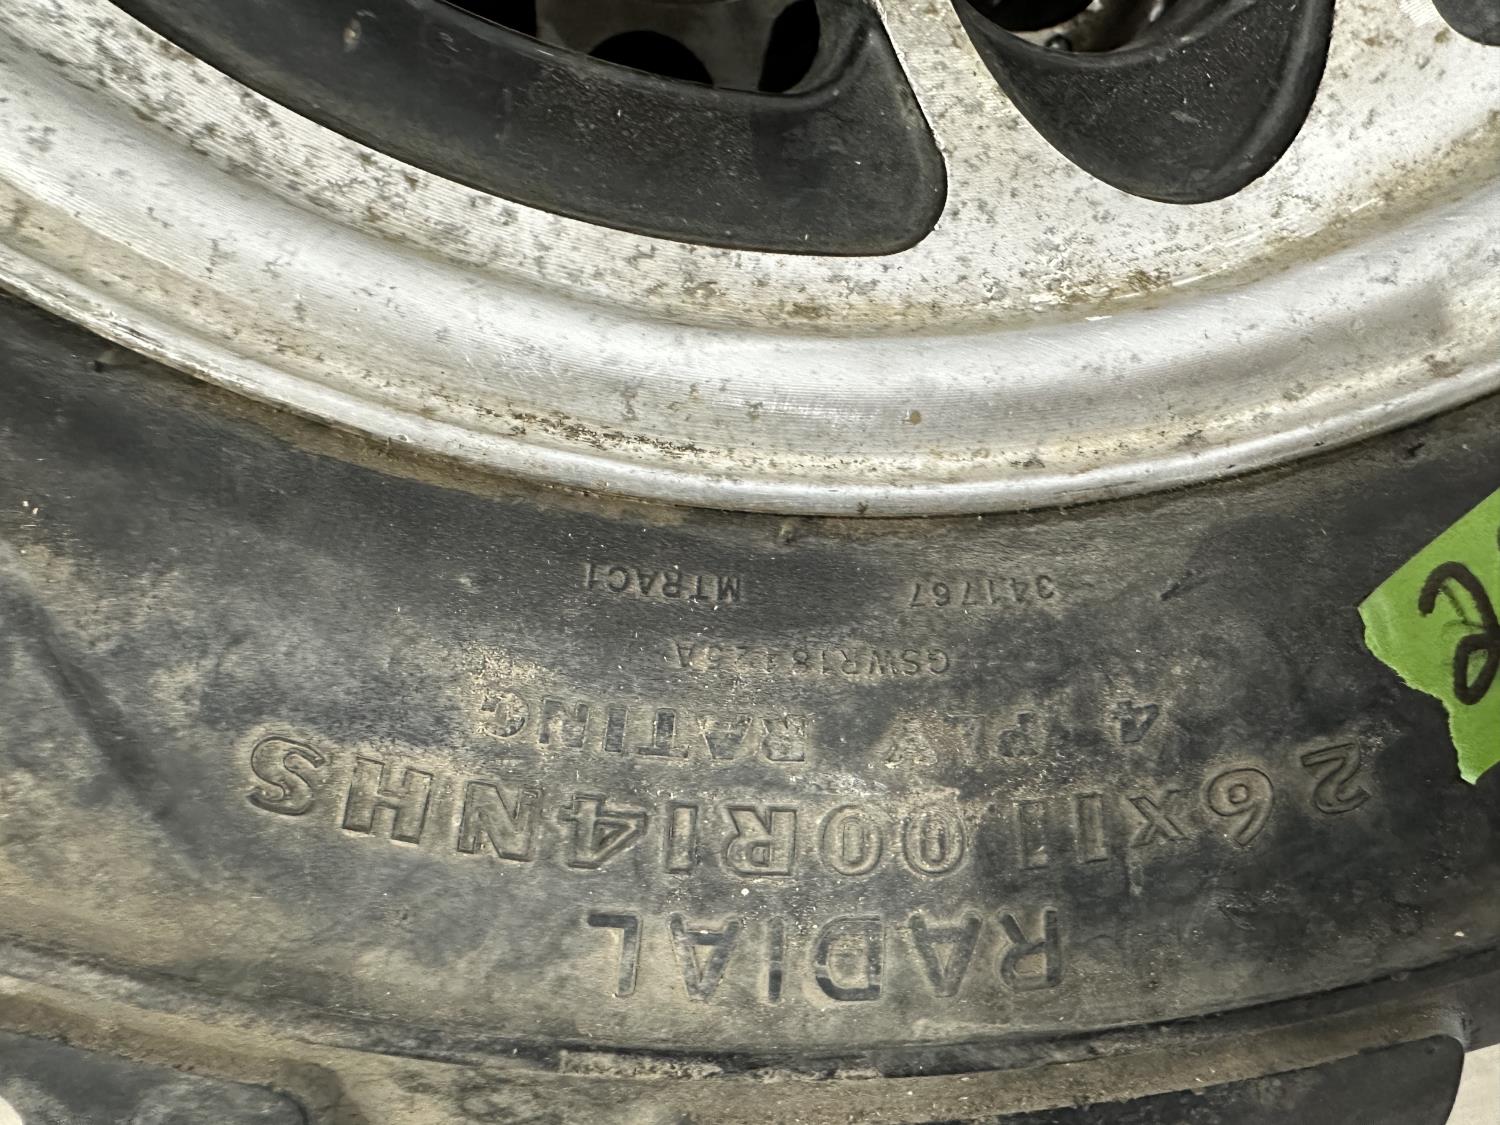 RADIAL
26X11 00R14NHS
4 PLY RATING
341767 MTRAC1